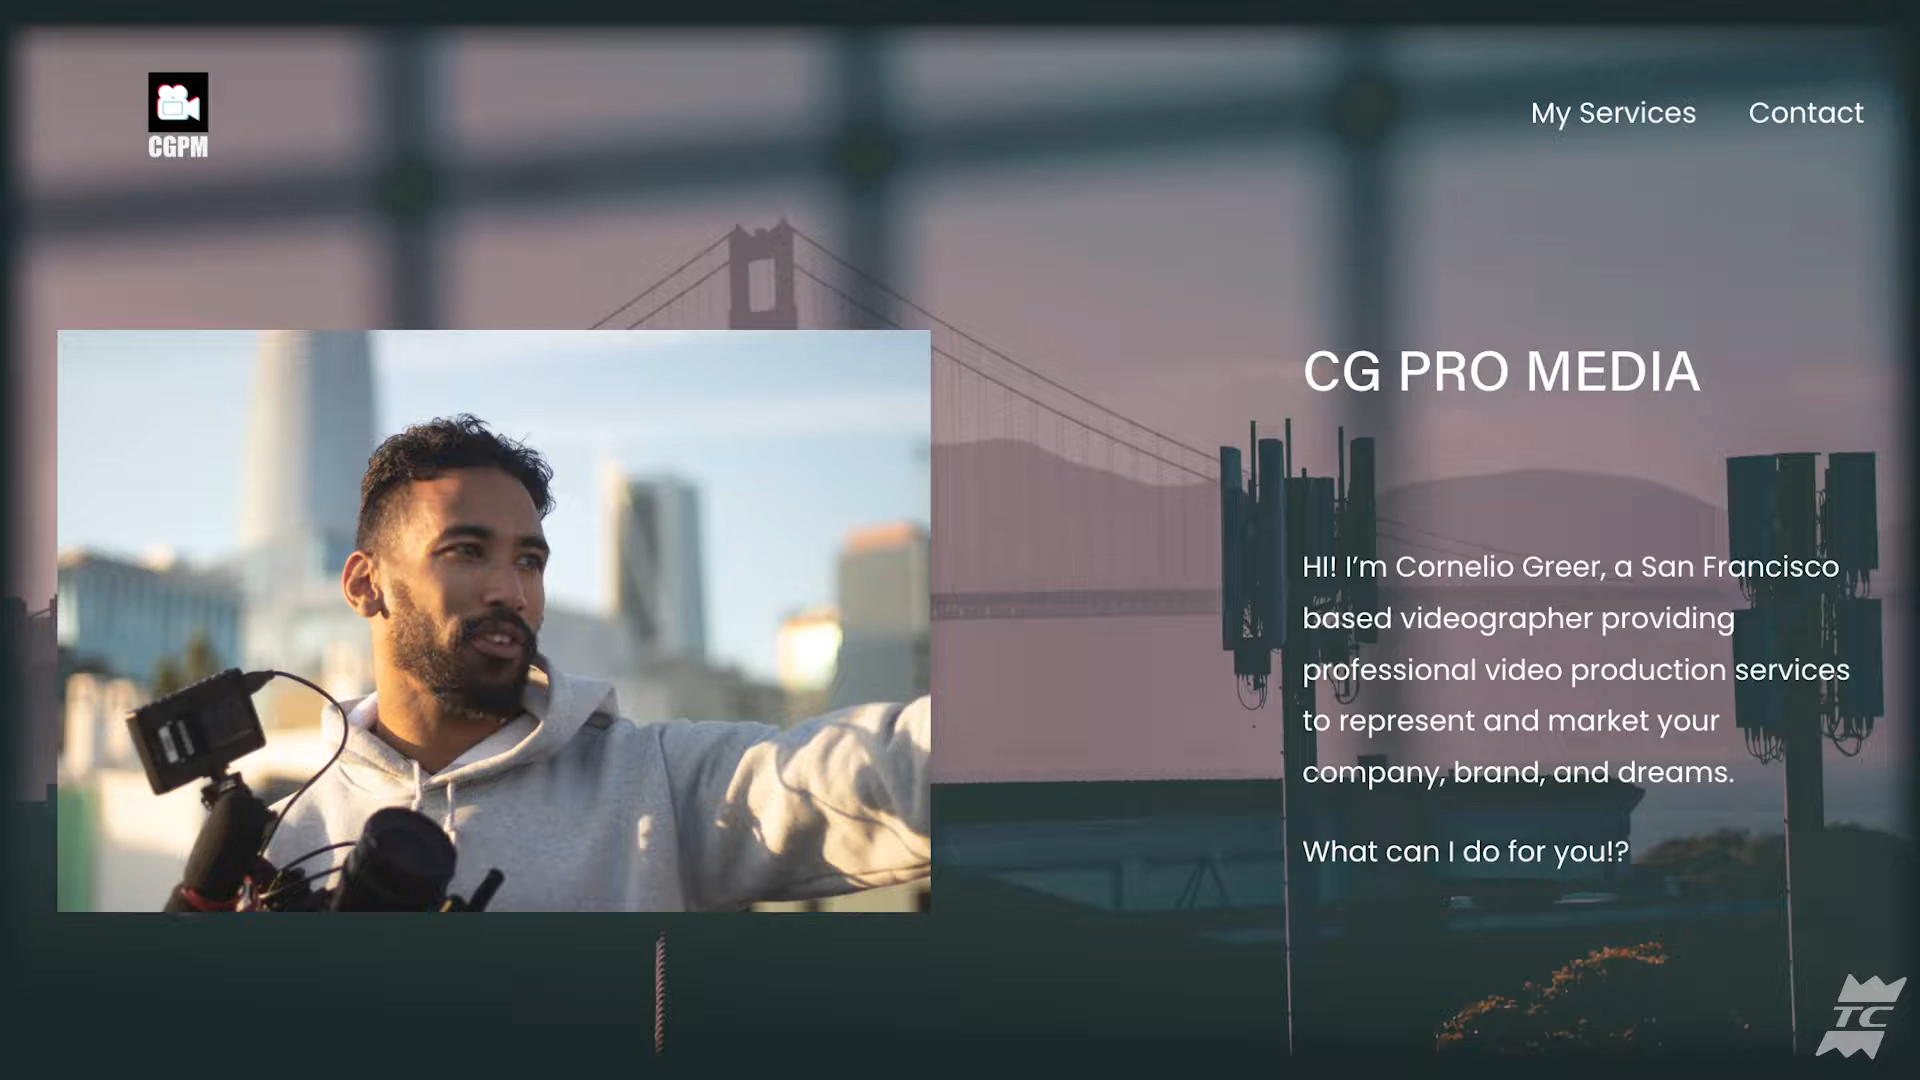 CGPM
My Services
Contact
CG PRO MEDIA
HI! I’m Cornelio Greer, a San Francisco
based videographer providing
professional video production services
to represent and market your
company, brand, and dreams.
What can I do for you!?
TC